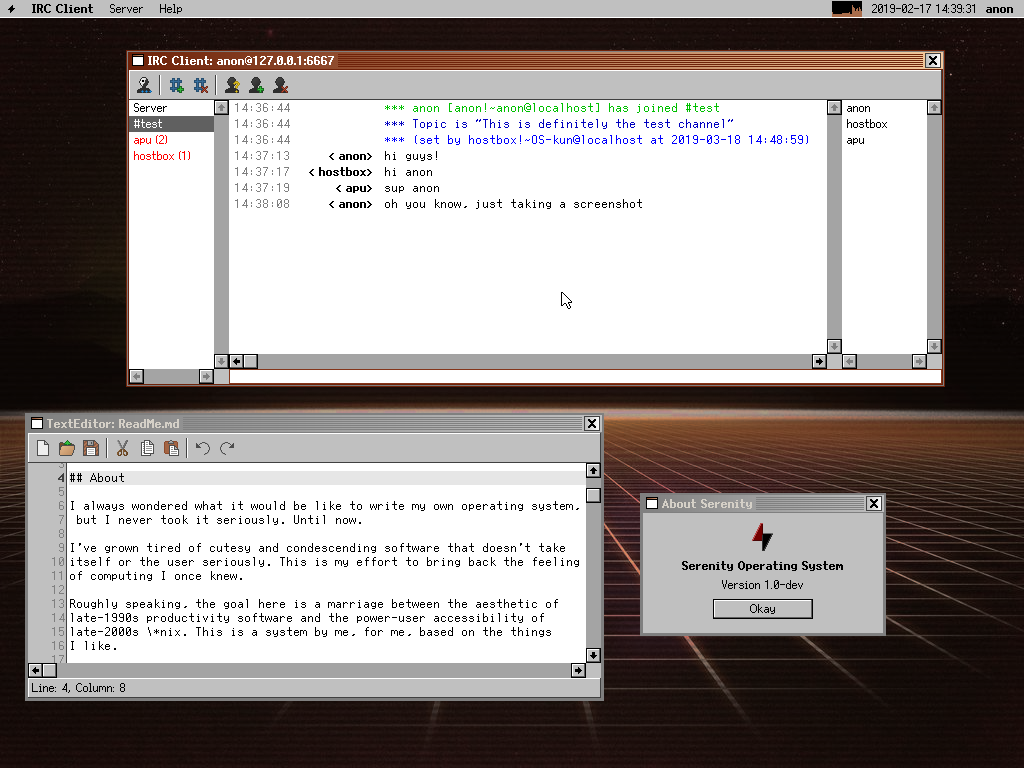 IRC Client Server Help 2019-02-17 14:39:31 anon
IRC Client: anon@127.0.0.1:6667
Server
#test
apu (2)
hostbox (1)
14:36:44 *** anon [anon!~anon@localhost] has joined #test
14:36:44 *** Topic is "This is definitely the test channel"
14:36:44 *** (set by hostbox!~OS-kun@localhost at 2019-03-18 14:48:59)
14:37:13 <anon> hi guys!
14:37:17 <hostbox> hi anon
14:37:19 <apu> sup anon
14:38:08 <anon> oh you know, just taking a screenshot
anon
hostbox
apu
TextEditor: ReadMe.md
3
4 ## About
5
6 I always wondered what it would be like to write my own operating system,
7 but I never took it seriously. Until now.
8
9 I've grown tired of cutesy and condescending software that doesn't take
10 itself or the user seriously. This is my effort to bring back the feeling
11 of computing I once knew.
12
13 Roughly speaking, the goal here is a marriage between the aesthetic of
14 late-1990s productivity software and the power-user accessibility of
15 late-2000s \*nix. This is a system by me, for me, based on the things
16 I like.
17
Line: 4, Column: 8
About Serenity
Serenity Operating System
Version 1.0-dev
Okay